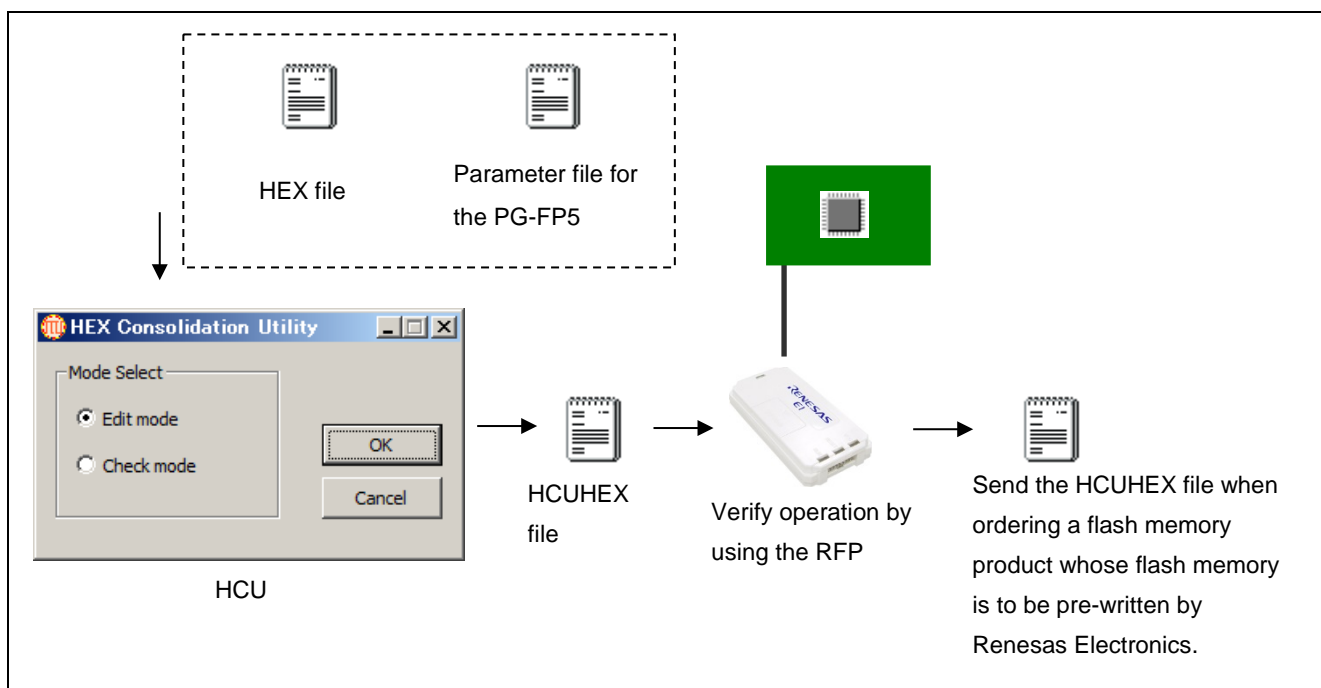 HEX file
Parameter file for
the PG-FP5
HEX Consolidation Utility
Mode Select
Edit mode
Check mode
OK
Cancel
HCU
HCUHEX
file
RENESAS
E1
Verify operation by
using the RFP
Send the HCUHEX file when
ordering a flash memory
product whose flash memory
is to be pre-written by
Renesas Electronics.